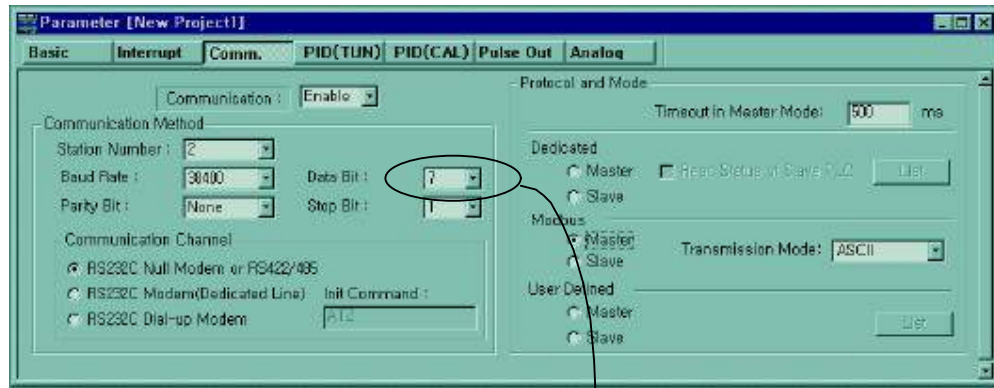 Parameter [New Project1]
Basic Interrupt Comm. PID(TUN) PID(CAL) Pulse Out Analog
Communication : Enable
Communication Method
Station Number : 2
Baud Rate : 38400 Data Bit : 7
Parity Bit : None Stop Bit : 1
Communication Channel
RS232C Null Modem or RS422/485
RS232C Modem(Dedicated Line) Init Command :
RS232C Dial-up Modem ATZ
Protocol and Mode
Timeout in Master Mode: 500 ms
Dedicated
Master Read Status of Slave PLC List
Slave
Modbus
Master Transmission Mode: ASCII
Slave
User Defined
Master List
Slave